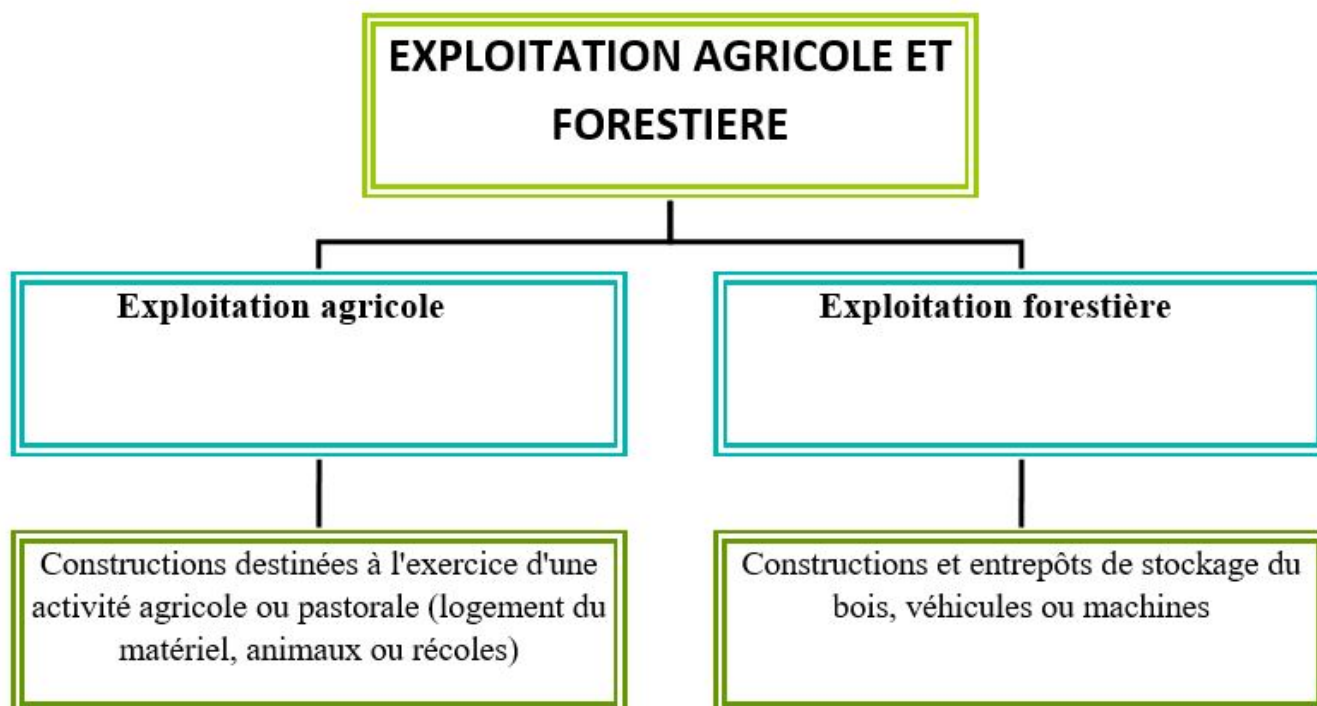 EXPLOITATION AGRICOLE ET
FORESTIERE
Exploitation agricole
Exploitation forestière
Constructions destinées à l'exercice d'une
activité agricole ou pastorale (logement du
matériel, animaux ou récoles)
Constructions et entrepôts de stockage du
bois, véhicules ou machines